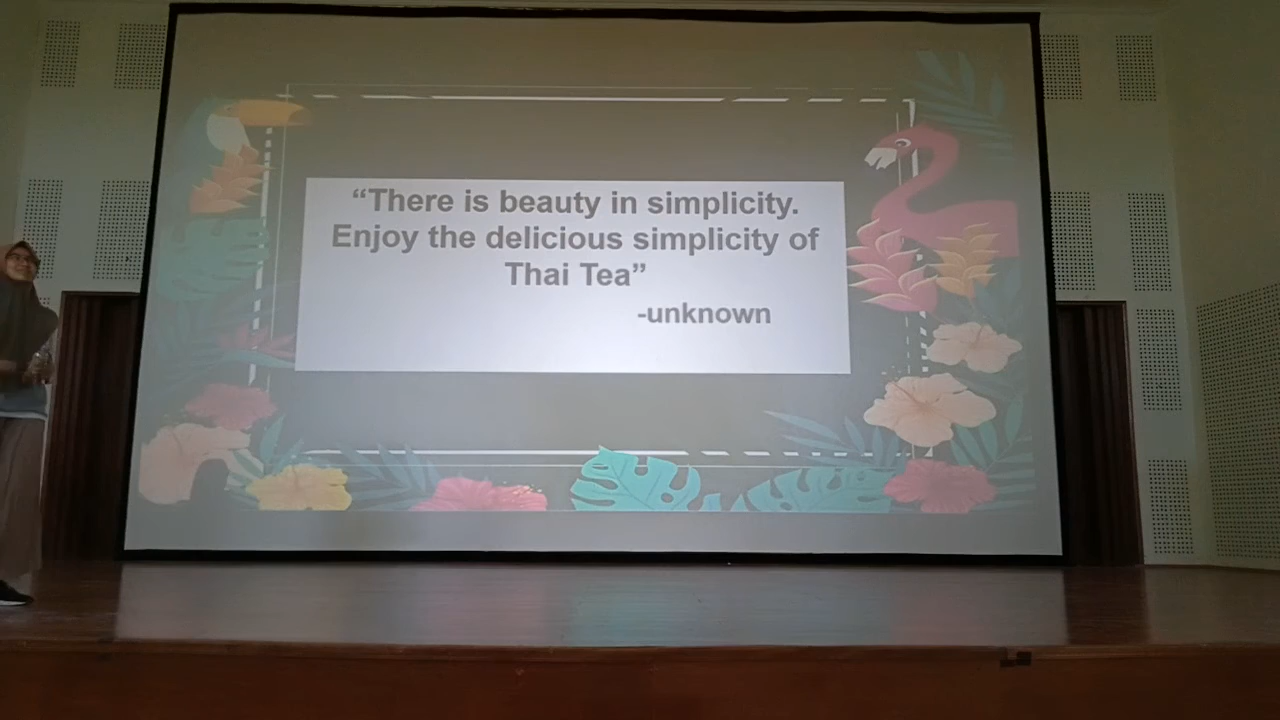 “There is beauty in simplicity.
Enjoy the delicious simplicity of
Thai Tea”
-unknown